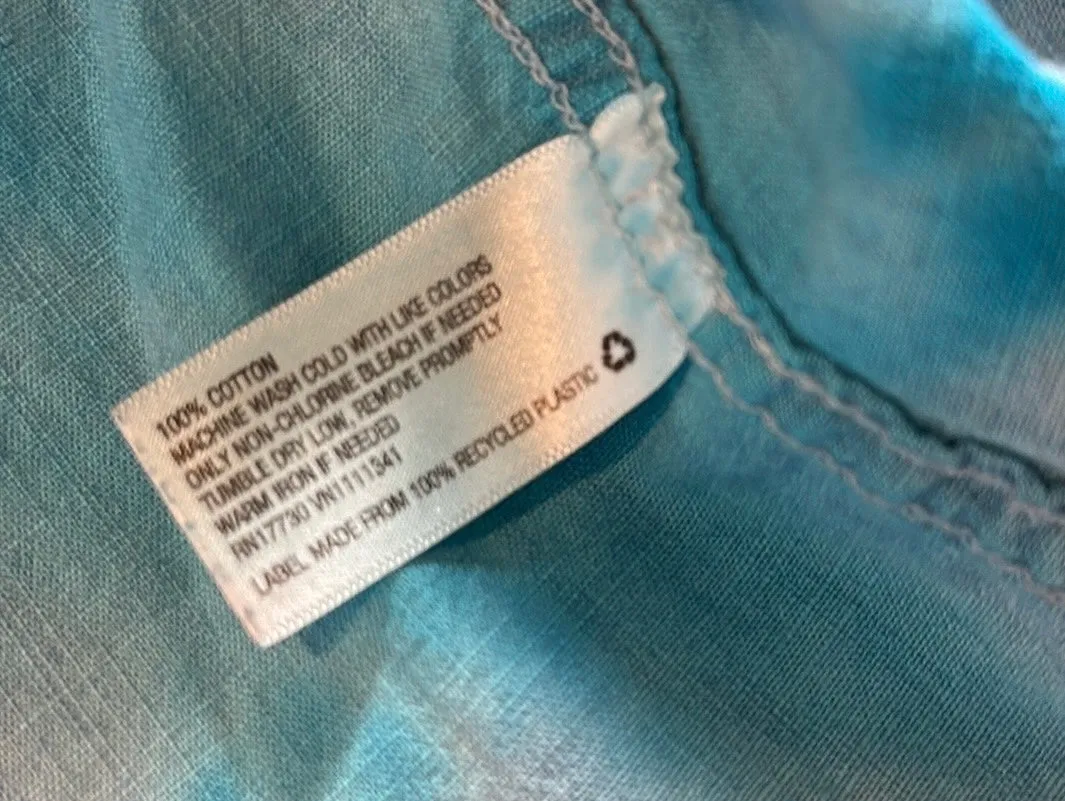 100% COTTON
MACHINE WASH COLD WITH LIKE COLORS
ONLY NON-CHLORINE BLEACH IF NEEDED
TUMBLE DRY LOW, REMOVE PROMPTLY
WARM IRON IF NEEDED
RN17730 VN1111341
LABEL MADE FROM 100% RECYCLED PLASTIC